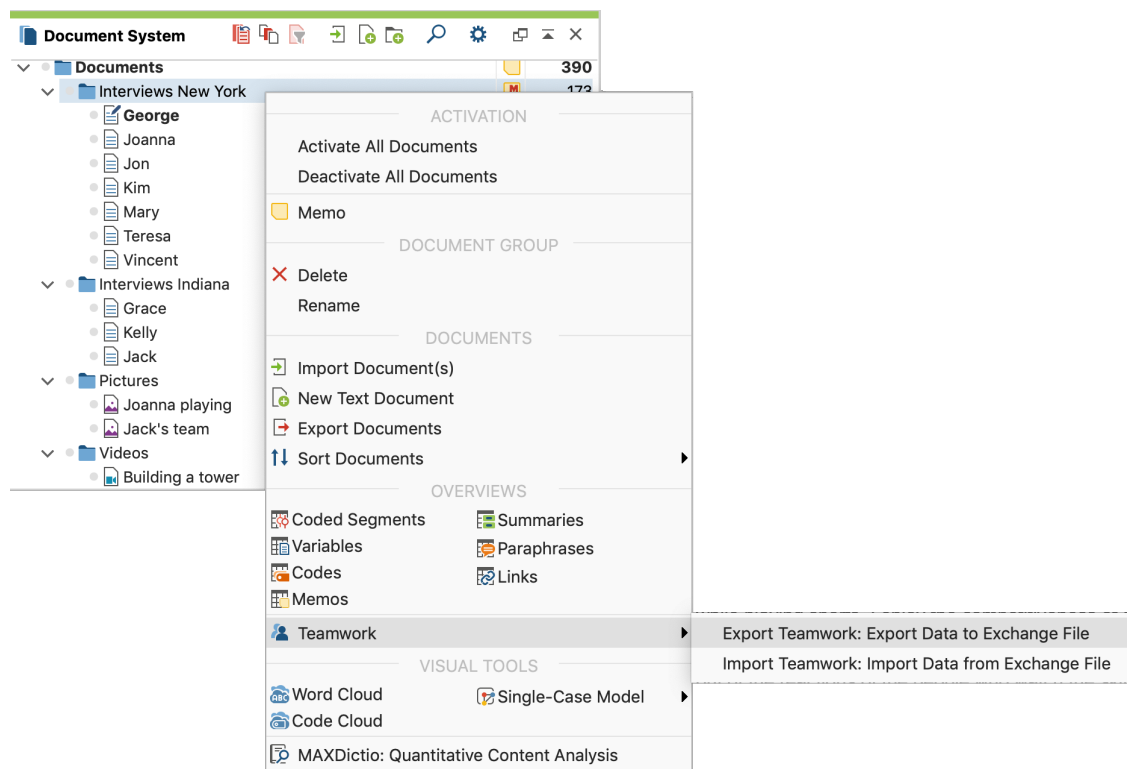 Document System
Documents 390
Interviews New York 173
George
Joanna
Jon
Kim
Mary
Teresa
Vincent
Interviews Indiana
Grace
Kelly
Jack
Pictures
Joanna playing
Jack's team
Videos
Building a tower
ACTIVATION
Activate All Documents
Deactivate All Documents
Memo
DOCUMENT GROUP
Delete
Rename
DOCUMENTS
Import Document(s)
New Text Document
Export Documents
Sort Documents
OVERVIEWS
Coded Segments Summaries
Variables Paraphrases
Codes Links
Memos
Teamwork
Export Teamwork: Export Data to Exchange File
Import Teamwork: Import Data from Exchange File
VISUAL TOOLS
Word Cloud Single-Case Model
Code Cloud
MAXDictio: Quantitative Content Analysis